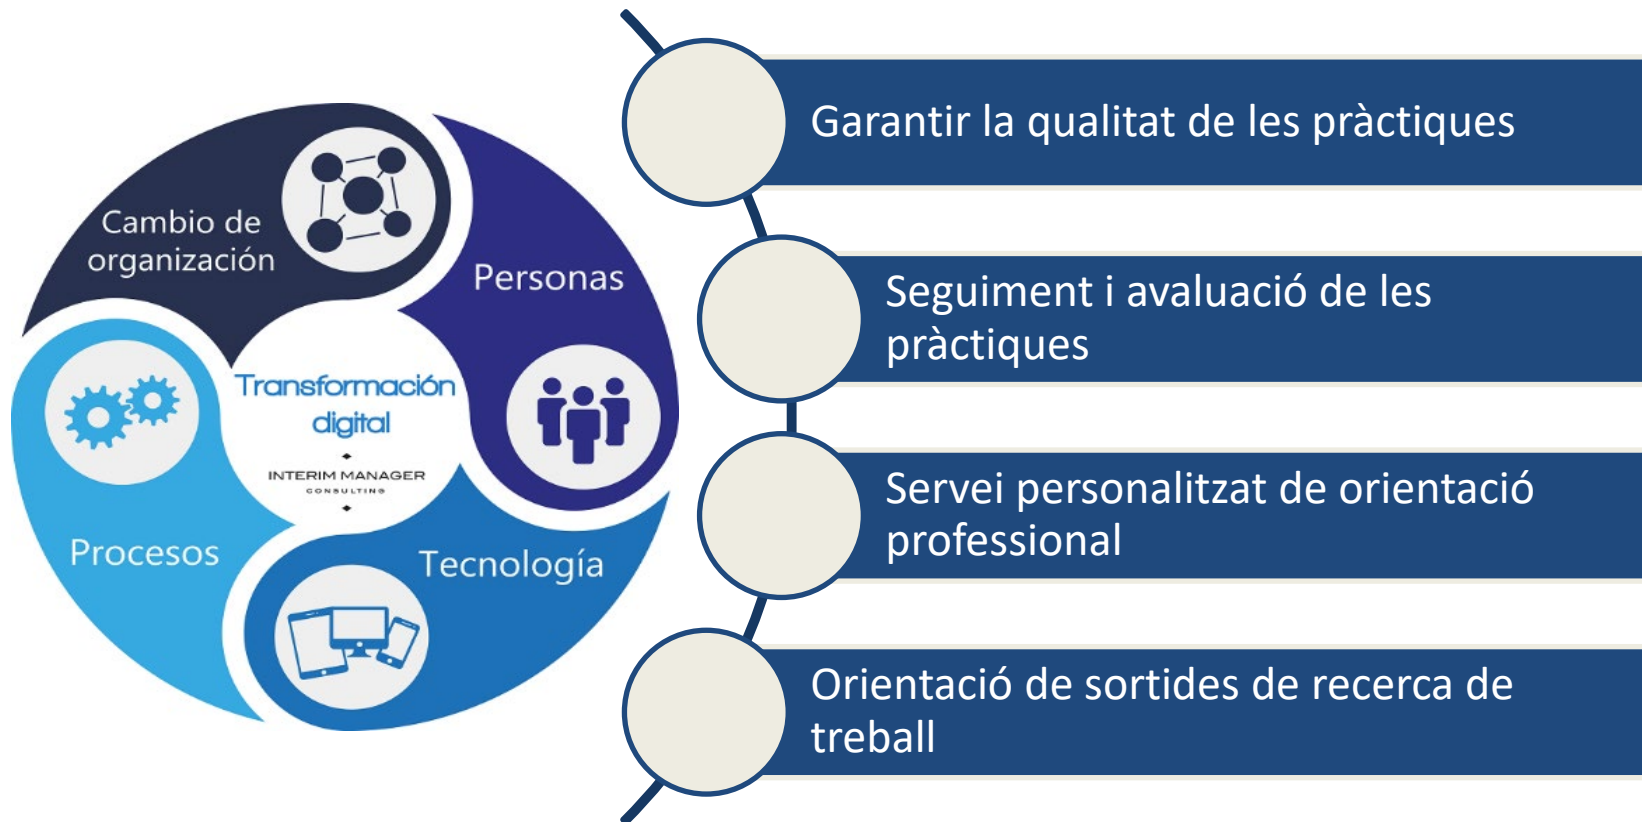 Cambio de
organización
Personas
Transformación
digital
INTERIM MANAGER
CONSULTING
Procesos
Tecnología
Garantir la qualitat de les pràctiques
Seguiment i avaluació de les
pràctiques
Servei personalitzat de orientació
professional
Orientació de sortides de recerca de
treball